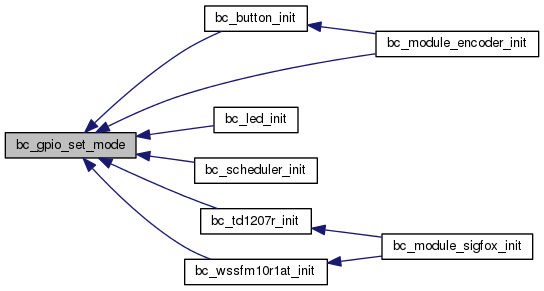 bc_button_init
bc_module_encoder_init
bc_led_init
bc_gpio_set_mode
bc_scheduler_init
bc_td1207r_init
bc_module_sigfox_init
bc_wssfm10r1at_init